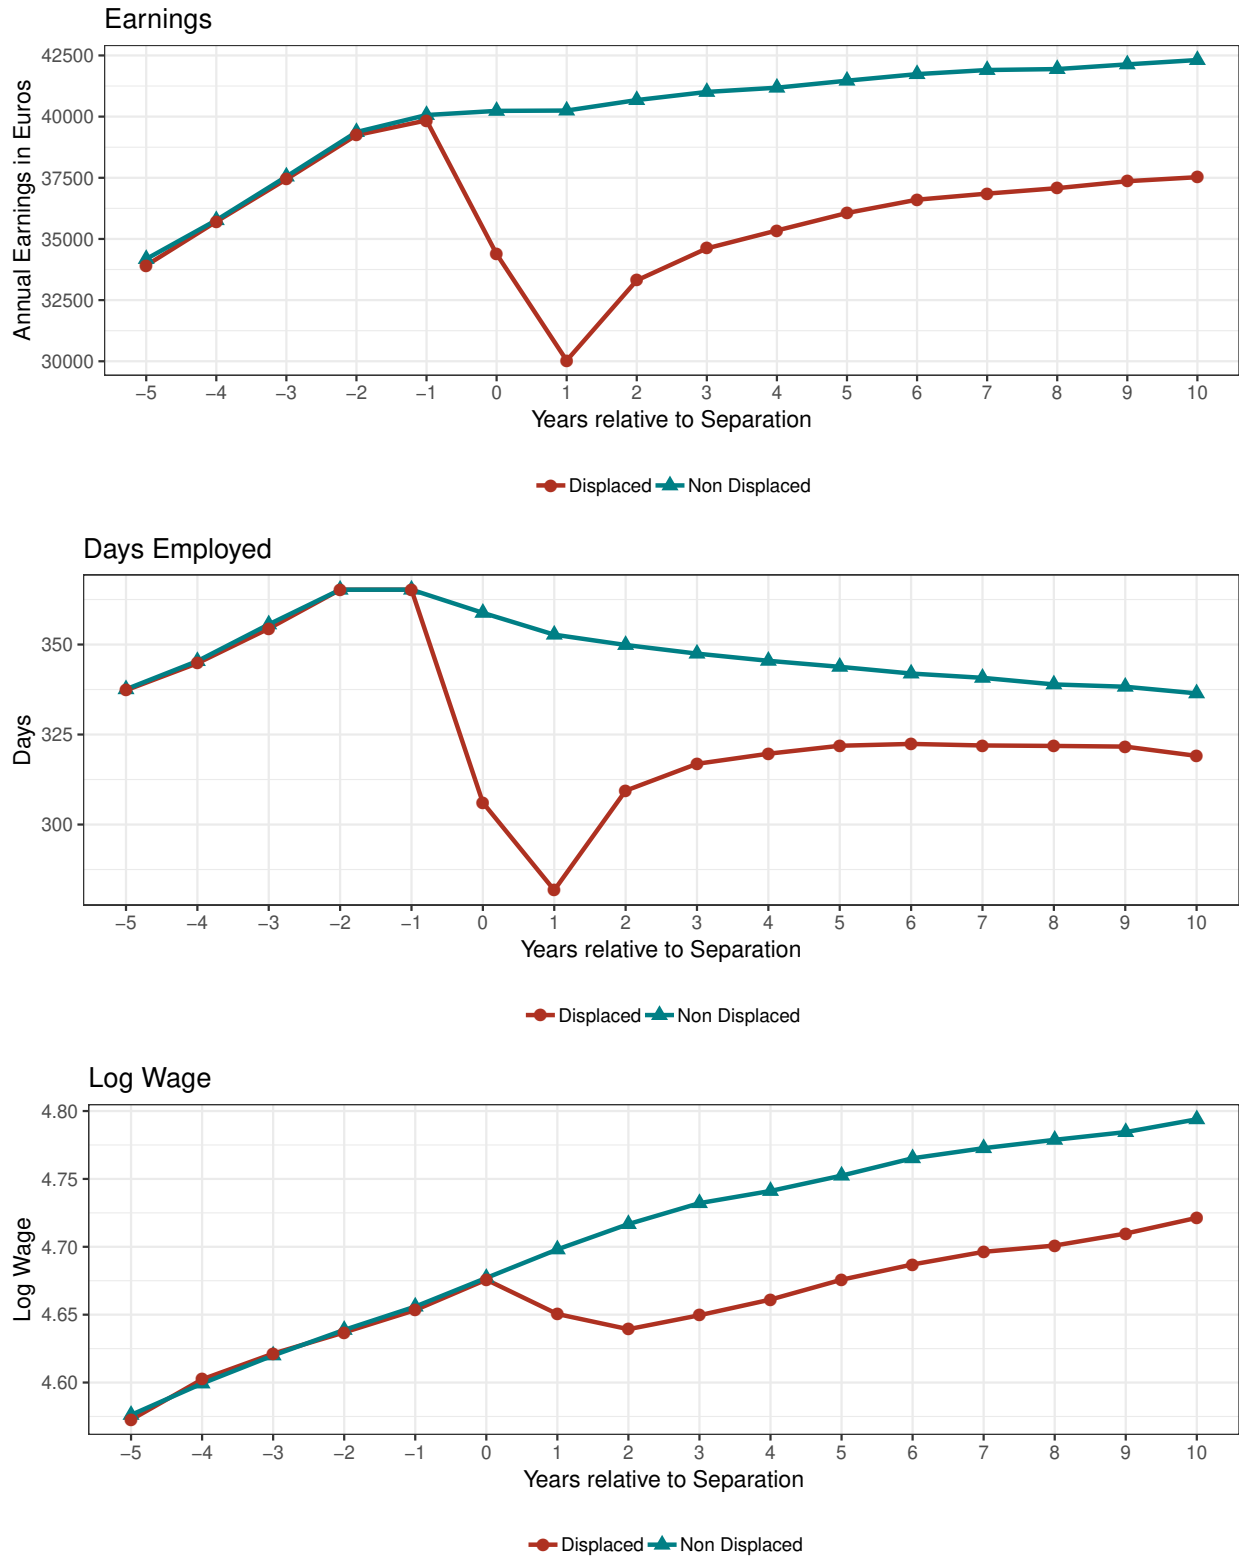 Earnings
Annual Earnings in Euros
42500
40000
37500
35000
32500
30000
−5 −4 −3 −2 −1 0 1 2 3 4 5 6 7 8 9 10
Years relative to Separation
Displaced Non Displaced
Days Employed
Days
350
325
300
−5 −4 −3 −2 −1 0 1 2 3 4 5 6 7 8 9 10
Years relative to Separation
Displaced Non Displaced
Log Wage
Log Wage
4.80
4.75
4.70
4.65
4.60
−5 −4 −3 −2 −1 0 1 2 3 4 5 6 7 8 9 10
Years relative to Separation
Displaced Non Displaced